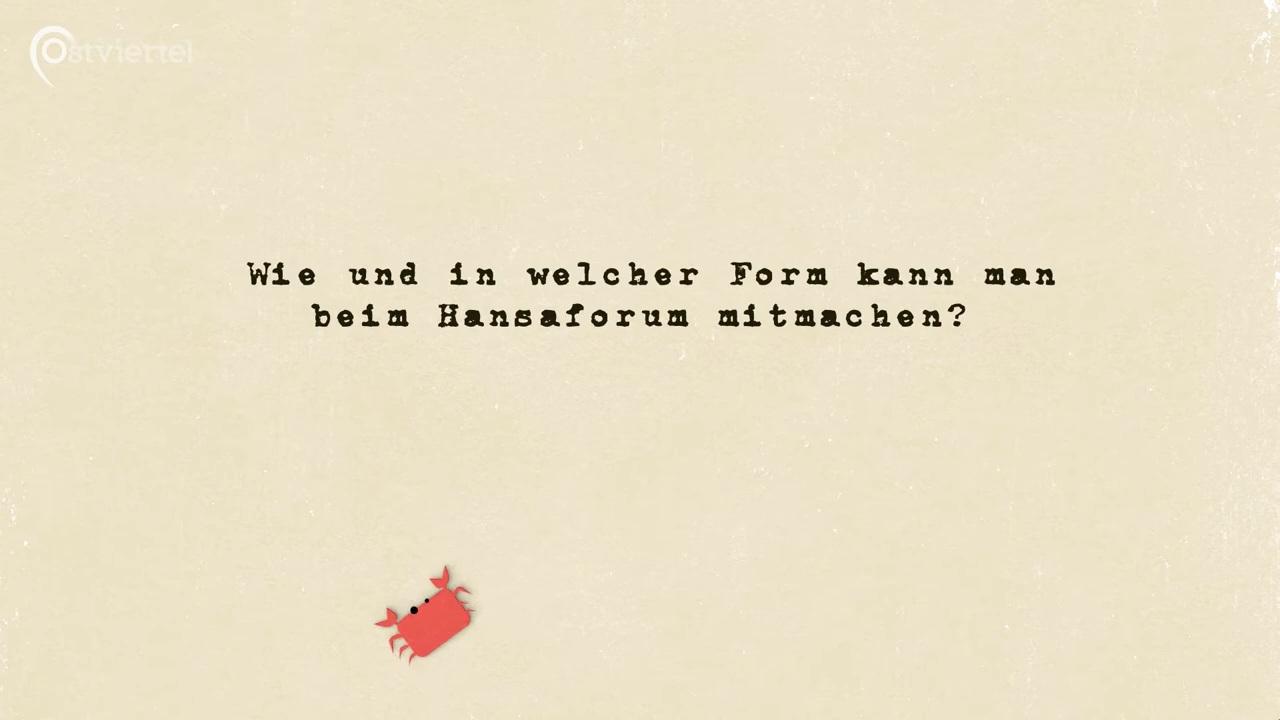 Ostviertel
Wie und in welcher Form kann man
beim Hansaforum mitmachen?